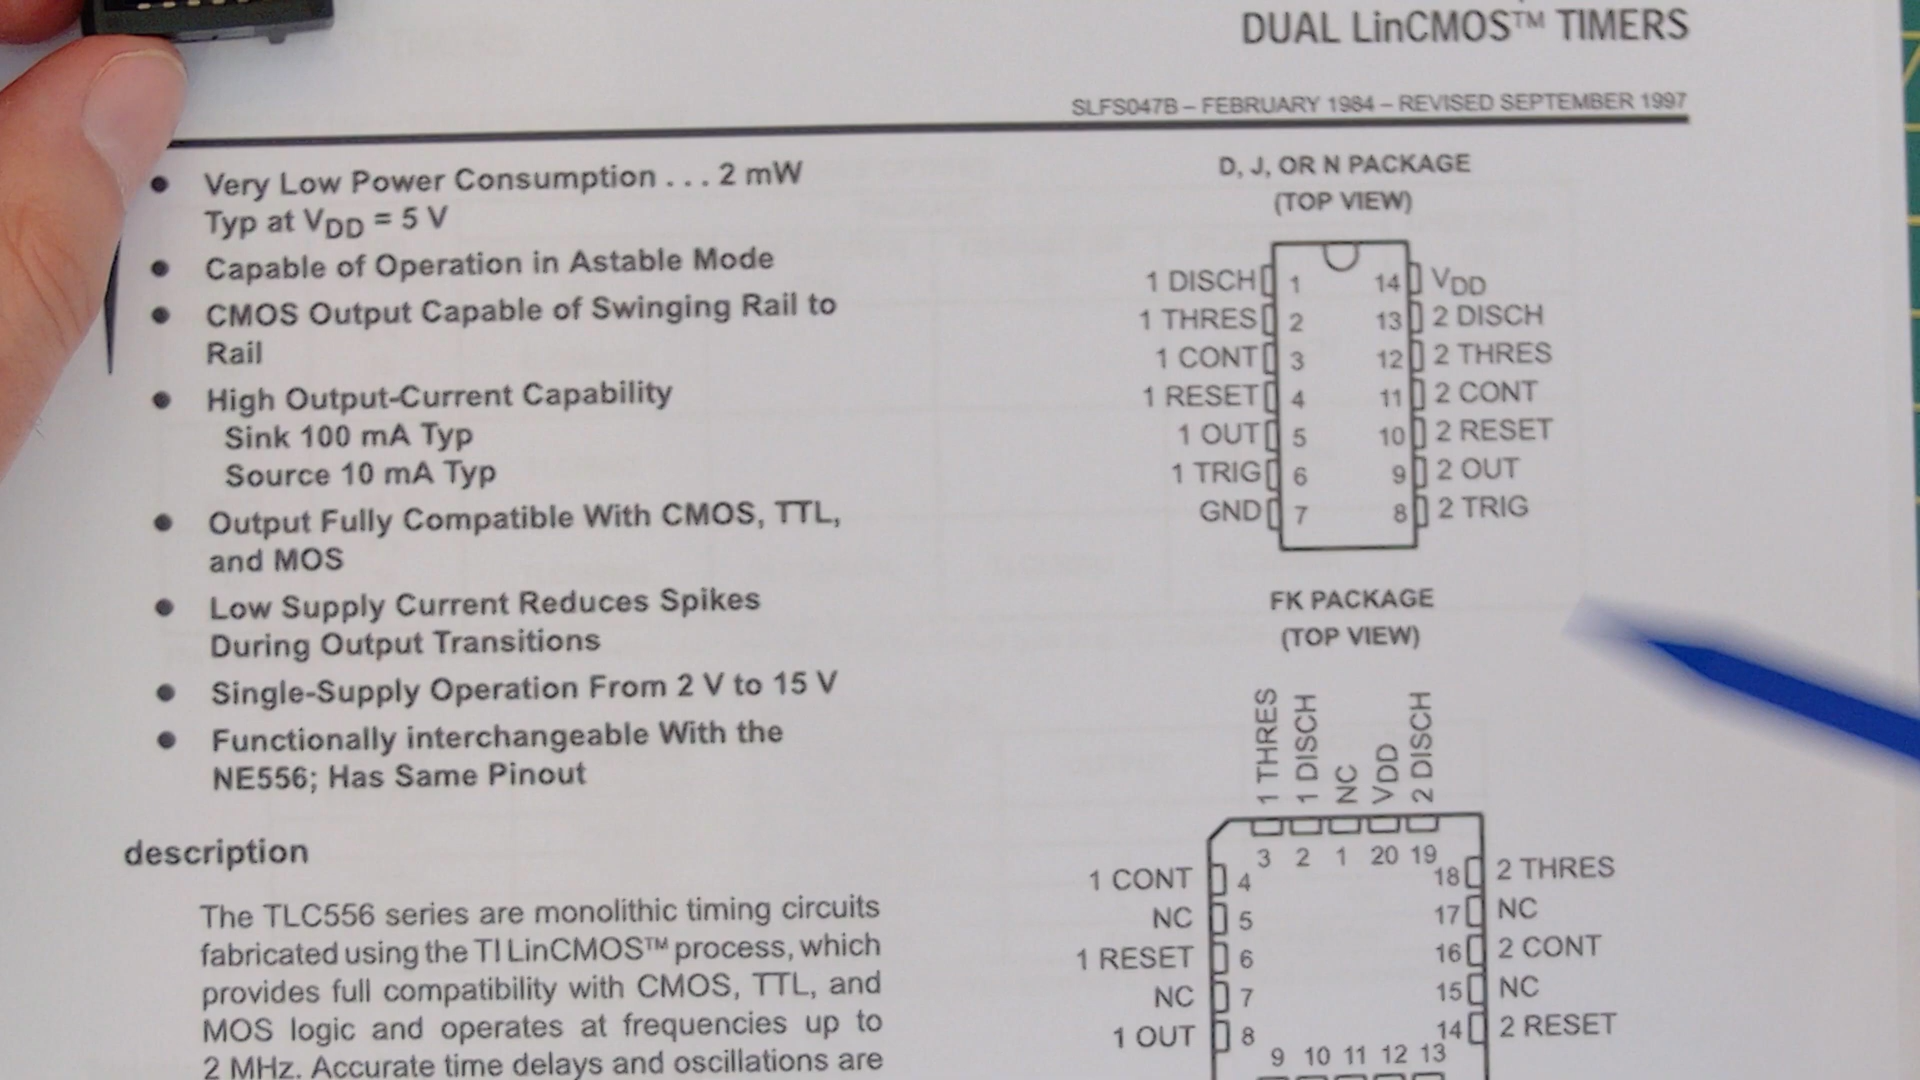 DUAL LinCMOS™ TIMERS
SLFS047B – FEBRUARY 1984 – REVISED SEPTEMBER 1997
● Very Low Power Consumption . . . 2 mW
Typ at VDD = 5 V
● Capable of Operation in Astable Mode
● CMOS Output Capable of Swinging Rail to
Rail
● High Output-Current Capability
Sink 100 mA Typ
Source 10 mA Typ
● Output Fully Compatible With CMOS, TTL,
and MOS
● Low Supply Current Reduces Spikes
During Output Transitions
● Single-Supply Operation From 2 V to 15 V
● Functionally interchangeable With the
NE556; Has Same Pinout
description
The TLC556 series are monolithic timing circuits
fabricated using the TI LinCMOS™ process, which
provides full compatibility with CMOS, TTL, and
MOS logic and operates at frequencies up to
2 MHz. Accurate time delays and oscillations are
D, J, OR N PACKAGE
(TOP VIEW)
1 DISCH 1 14 VDD
1 THRES 2 13 2 DISCH
1 CONT 3 12 2 THRES
1 RESET 4 11 2 CONT
1 OUT 5 10 2 RESET
1 TRIG 6 9 2 OUT
GND 7 8 2 TRIG
FK PACKAGE
(TOP VIEW)
1 THRES
1 DISCH
NC
VDD
2 DISCH
3 2 1 20 19
1 CONT 4 18 2 THRES
NC 5 17 NC
1 RESET 6 16 2 CONT
NC 7 15 NC
1 OUT 8 14 2 RESET
9 10 11 12 13